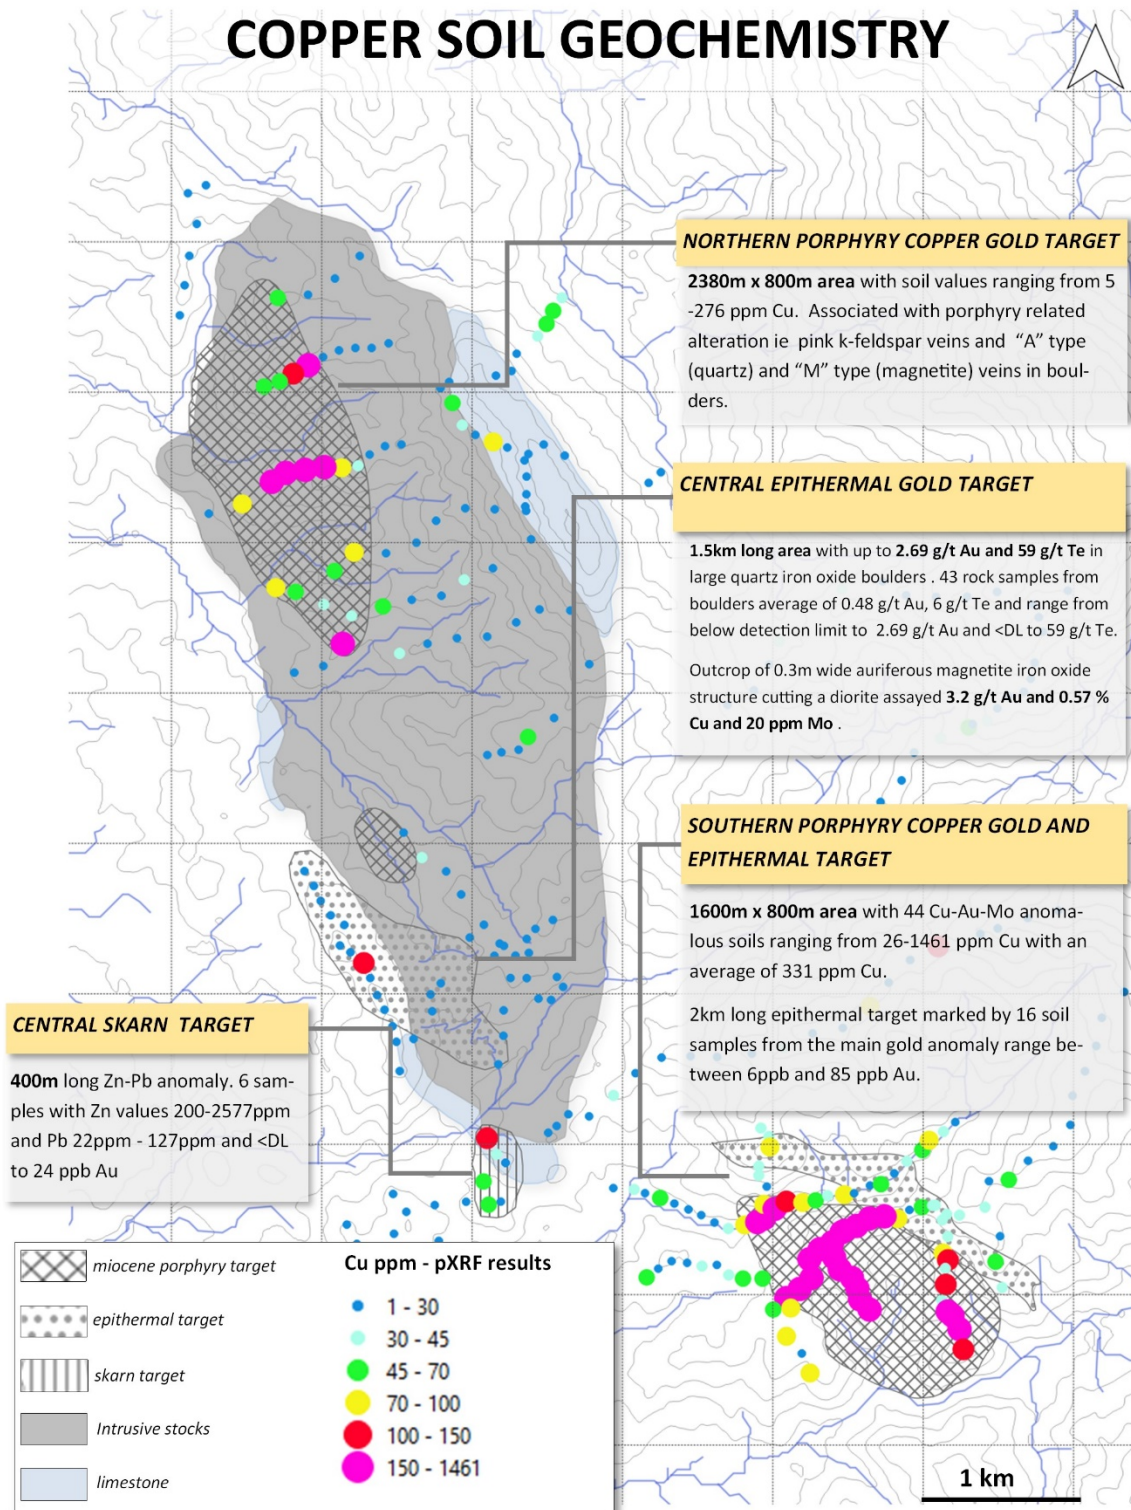 COPPER SOIL GEOCHEMISTRY
NORTHERN PORPHYRY COPPER GOLD TARGET
2380m x 800m area with soil values ranging from 5
-276 ppm Cu. Associated with porphyry related
alteration ie pink k-feldspar veins and “A” type
(quartz) and “M” type (magnetite) veins in boul-
ders.
CENTRAL EPITHERMAL GOLD TARGET
1.5km long area with up to 2.69 g/t Au and 59 g/t Te in
large quartz iron oxide boulders . 43 rock samples from
boulders average of 0.48 g/t Au, 6 g/t Te and range from
below detection limit to 2.69 g/t Au and <DL to 59 g/t Te.
Outcrop of 0.3m wide auriferous magnetite iron oxide
structure cutting a diorite assayed 3.2 g/t Au and 0.57 %
Cu and 20 ppm Mo .
SOUTHERN PORPHYRY COPPER GOLD AND
EPITHERMAL TARGET
1600m x 800m area with 44 Cu-Au-Mo anoma-
lous soils ranging from 26-1461 ppm Cu with an
average of 331 ppm Cu.
2km long epithermal target marked by 16 soil
samples from the main gold anomaly range be-
tween 6ppb and 85 ppb Au.
CENTRAL SKARN TARGET
400m long Zn-Pb anomaly. 6 sam-
ples with Zn values 200-2577ppm
and Pb 22ppm - 127ppm and <DL
to 24 ppb Au
miocene porphyry target
epithermal target
skarn target
Intrusive stocks
limestone
Cu ppm - pXRF results
1 - 30
30 - 45
45 - 70
70 - 100
100 - 150
150 - 1461
1 km